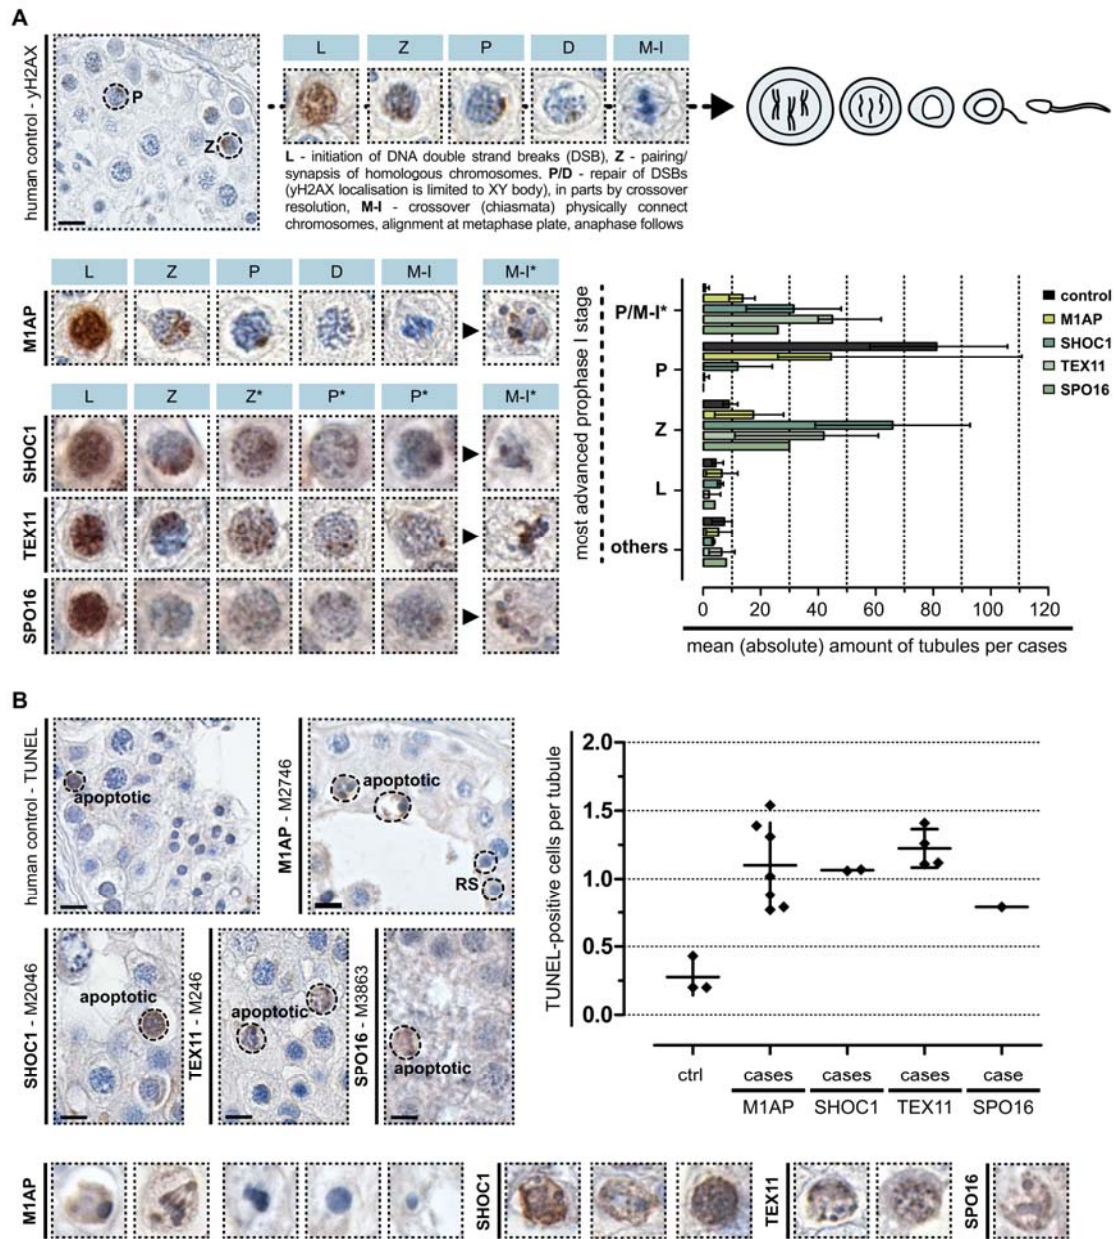 A
human control - yH2AX
P
Z
L Z P D M-I
L - initiation of DNA double strand breaks (DSB), Z - pairing/
synapsis of homologous chromosomes. P/D - repair of DSBs
(yH2AX localisation is limited to XY body), in parts by crossover
resolution, M-I - crossover (chiasmata) physically connect
chromosomes, alignment at metaphase plate, anaphase follows
L Z P D M-I M-I*
M1AP
L Z Z* P* P* M-I*
SHOC1
TEX11
SPO16
most advanced prophase I stage
P/M-I*
P
Z
L
others
0 20 40 60 80 100 120
mean (absolute) amount of tubules per cases
control
M1AP
SHOC1
TEX11
SPO16
B
human control - TUNEL
apoptotic
M1AP - M2746
apoptotic
RS
SHOC1 - M2046
apoptotic
TEX11 - M246
apoptotic
SPO16 - M3863
apoptotic
TUNEL-positive cells per tubule
2.0
1.5
1.0
0.5
0.0
ctrl cases cases cases case
M1AP SHOC1 TEX11 SPO16
M1AP
SHOC1
TEX11
SPO16